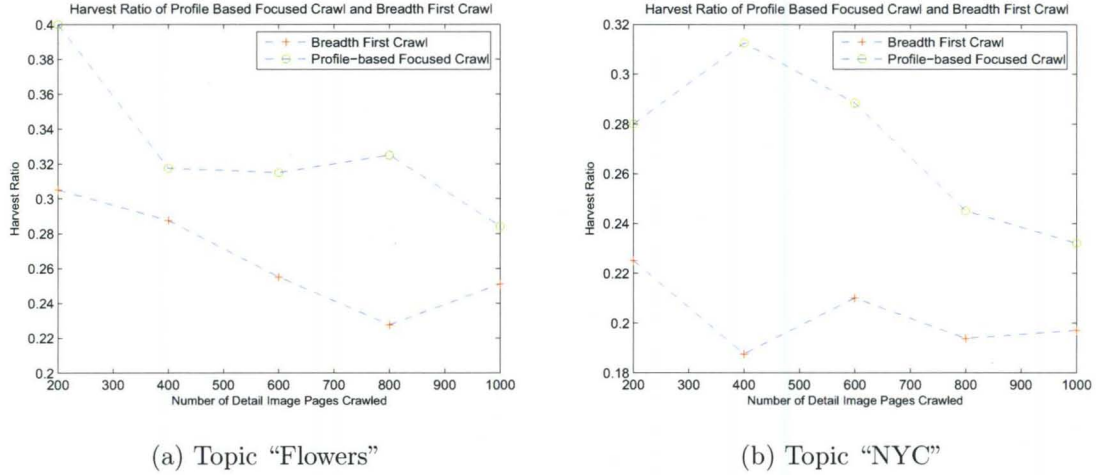 Harvest Ratio of Profile Based Focused Crawl and Breadth First Crawl
0.4
0.38
0.36
0.34
0.32
0.3
0.28
0.26
0.24
0.22
0.2
Harvest Ratio
Breadth First Crawl
Profile-based Focused Crawl
200 300 400 500 600 700 800 900 1000
Number of Detail Image Pages Crawled
(a) Topic “Flowers”
Harvest Ratio of Profile Based Focused Crawl and Breadth First Crawl
0.32
0.3
0.28
0.26
0.24
0.22
0.2
0.18
Harvest Ratio
Breadth First Crawl
Profile-based Focused Crawl
200 300 400 500 600 700 800 900 1000
Number of Detail Image Pages Crawled
(b) Topic “NYC”